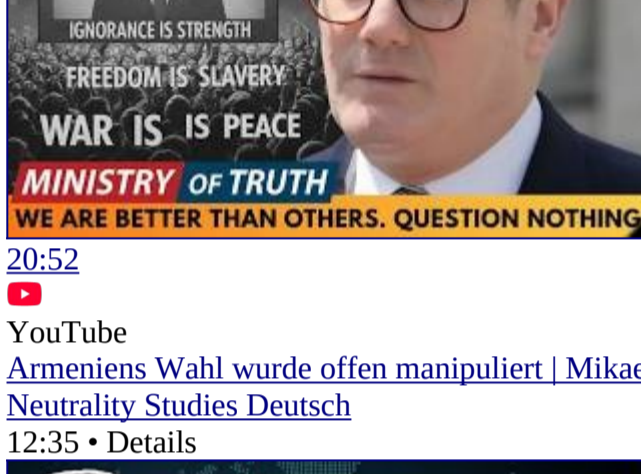 IGNORANCE IS STRENGTH
FREEDOM IS SLAVERY
WAR IS IS PEACE
MINISTRY OF TRUTH
WE ARE BETTER THAN OTHERS. QUESTION NOTHING
20:52
YouTube
Armeniens Wahl wurde offen manipuliert | Mikae
Neutrality Studies Deutsch
12:35 • Details